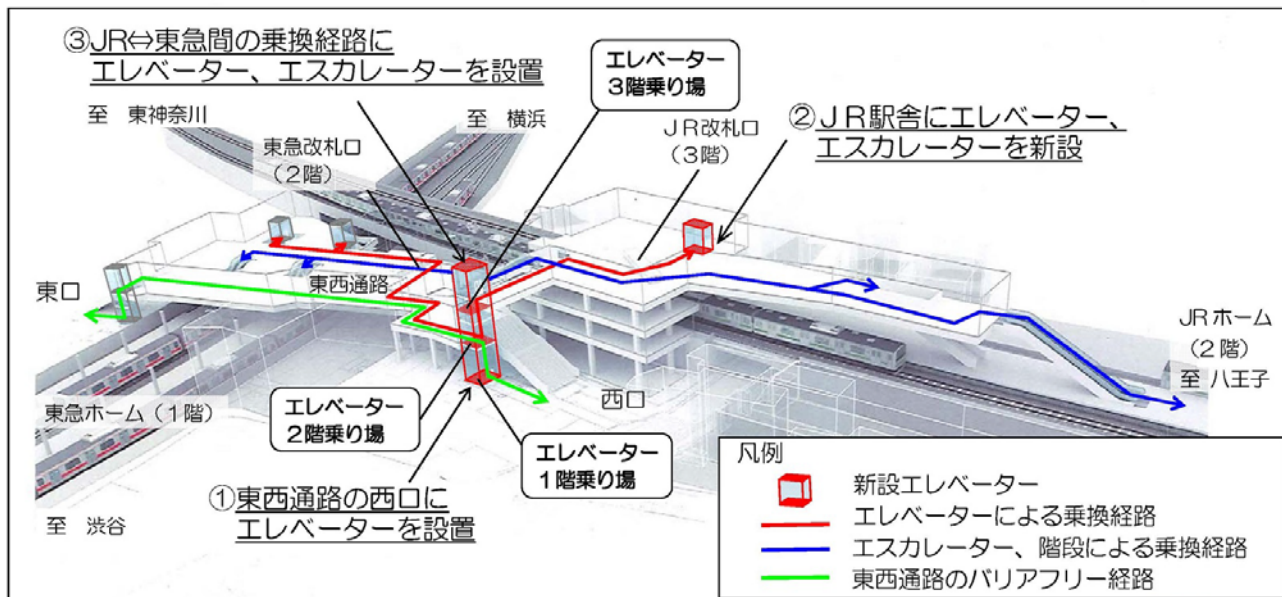 ③JR⇔東急間の乗換経路に
エレベーター、エスカレーターを設置
エレベーター
3階乗り場
至 東神奈川
至 横浜
東急改札口
(2階)
JR改札口
(3階)
②JR駅舎にエレベーター、
エスカレーターを新設
東口
東西通路
JRホーム
(2階)
至 八王子
東急ホーム(1階)
エレベーター
2階乗り場
西口
エレベーター
1階乗り場
①東西通路の西口に
エレベーターを設置
至 渋谷
凡例
新設エレベーター
エレベーターによる乗換経路
エスカレーター、階段による乗換経路
東西通路のバリアフリー経路